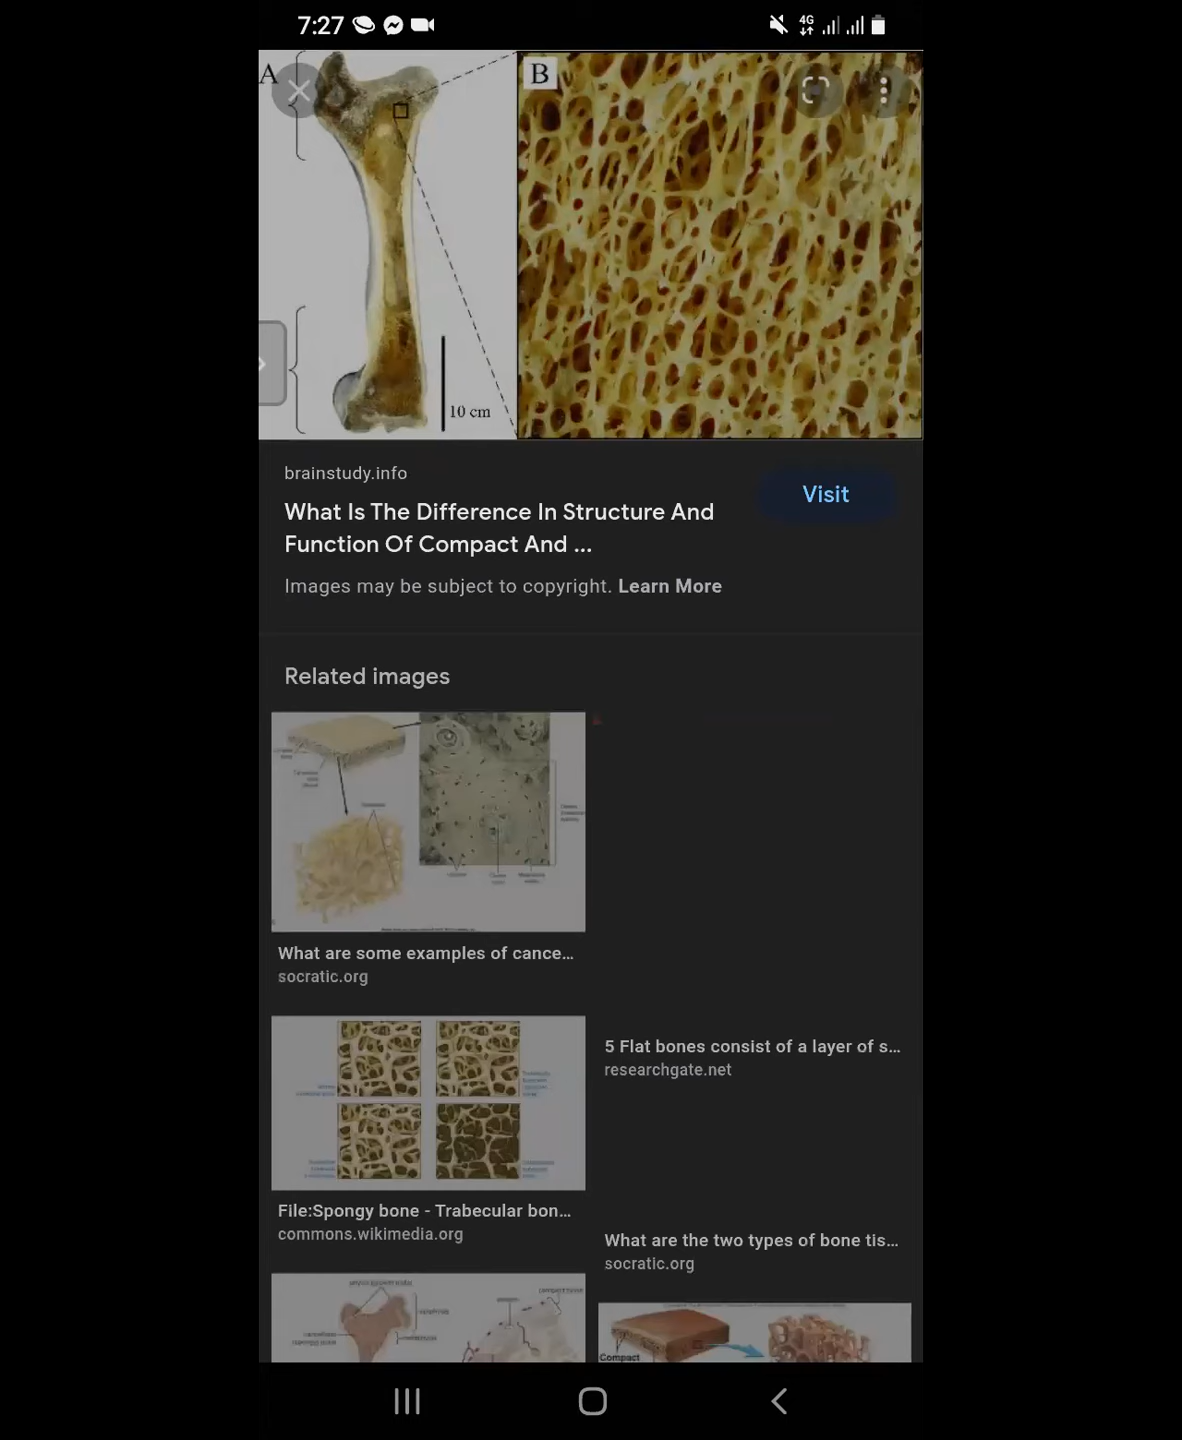 7:27
4G
A
B
10 cm
brainstudy.info
What Is The Difference In Structure And
Function Of Compact And ...
Visit
Images may be subject to copyright. Learn More
Related images
What are some examples of cance...
socratic.org
5 Flat bones consist of a layer of s...
researchgate.net
File:Spongy bone - Trabecular bon...
commons.wikimedia.org
What are the two types of bone tis...
socratic.org
Compact